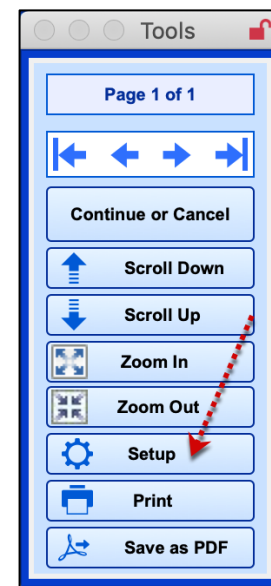 Tools
Page 1 of 1
Continue or Cancel
Scroll Down
Scroll Up
Zoom In
Zoom Out
Setup
Print
Save as PDF